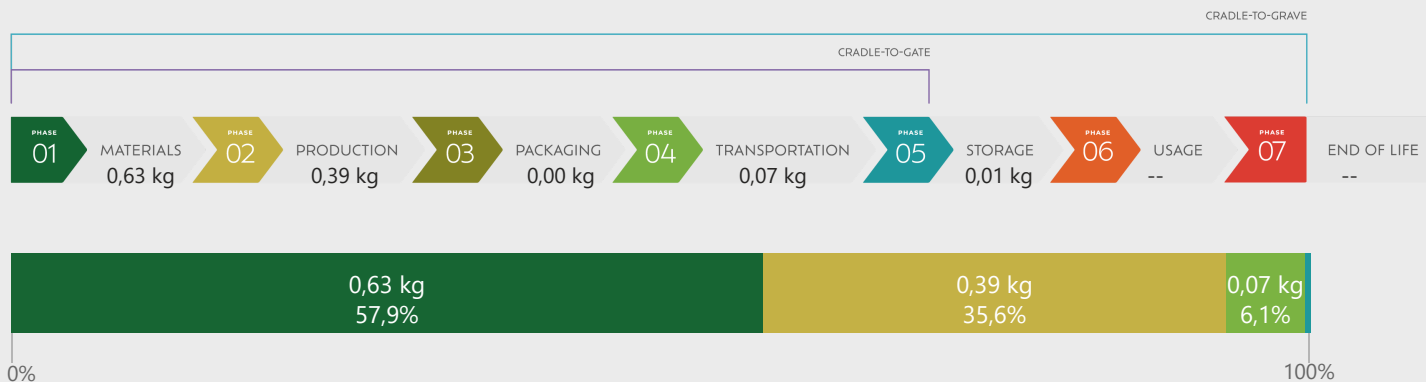 CRADLE-TO-GRAVE
CRADLE-TO-GATE
PHASE
01
MATERIALS
0,63 kg
PHASE
02
PRODUCTION
0,39 kg
PHASE
03
PACKAGING
0,00 kg
PHASE
04
TRANSPORTATION
0,07 kg
PHASE
05
STORAGE
0,01 kg
PHASE
06
USAGE
--
PHASE
07
END OF LIFE
--
0,63 kg
57,9%
0,39 kg
35,6%
0,07 kg
6,1%
0%
100%